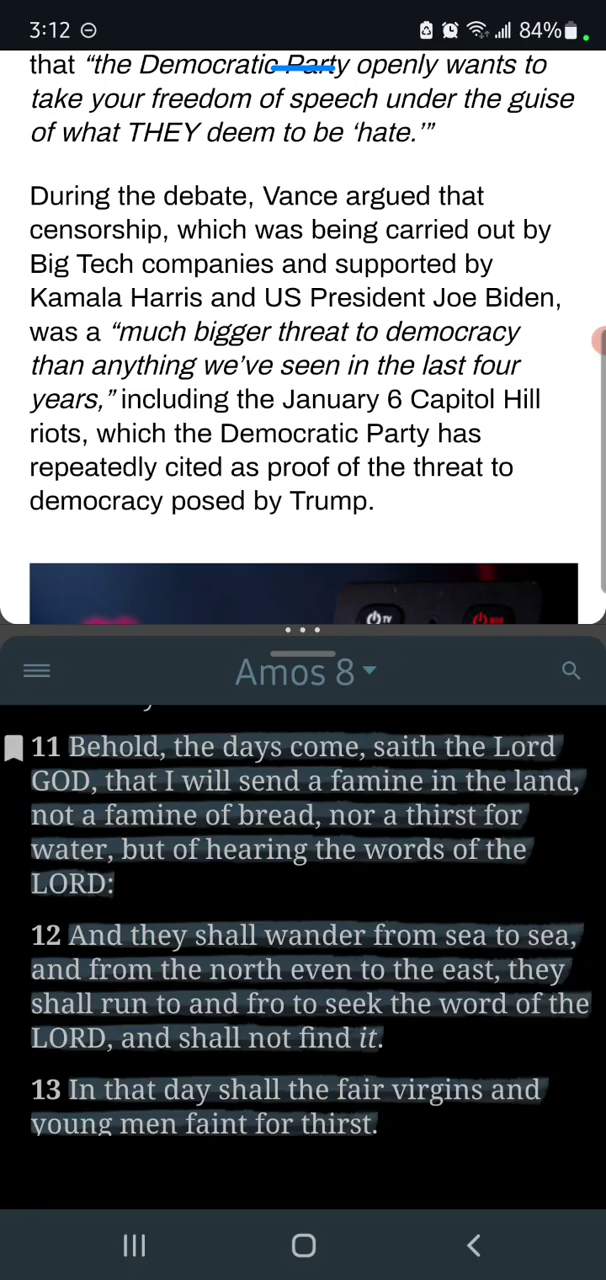 3:12
84%
that “the Democratic Party openly wants to
take your freedom of speech under the guise
of what THEY deem to be ‘hate.’”
During the debate, Vance argued that
censorship, which was being carried out by
Big Tech companies and supported by
Kamala Harris and US President Joe Biden,
was a “much bigger threat to democracy
than anything we’ve seen in the last four
years,” including the January 6 Capitol Hill
riots, which the Democratic Party has
repeatedly cited as proof of the threat to
democracy posed by Trump.
TV
Amos 8
11 Behold, the days come, saith the Lord
GOD, that I will send a famine in the land,
not a famine of bread, nor a thirst for
water, but of hearing the words of the
LORD:
12 And they shall wander from sea to sea,
and from the north even to the east, they
shall run to and fro to seek the word of the
LORD, and shall not find it.
13 In that day shall the fair virgins and
young men faint for thirst.